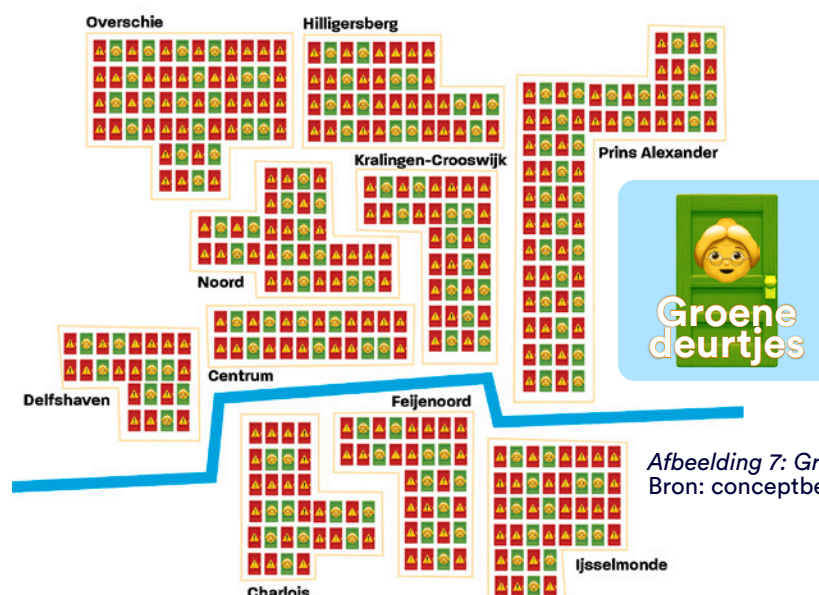 Overschie
Hilligersberg
Prins Alexander
Kralingen-Crooswijk
Noord
Groene
deurtjes
Centrum
Delfshaven
Feijenoord
Afbeelding 7: Gr
Bron: conceptbe
Ijsselmonde
Charlois